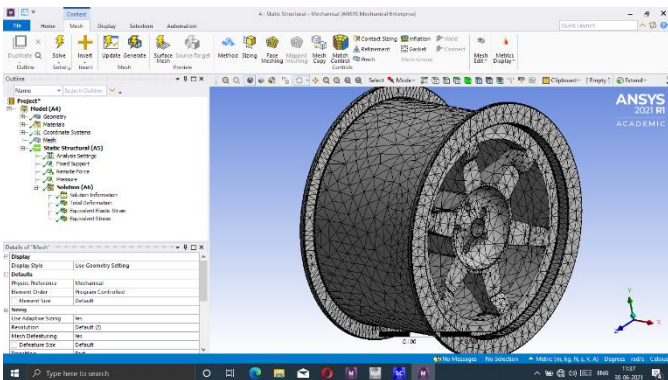 Context
A : Static Structural - Mechanical [ANSYS Mechanical Enterprise]
File Home Mesh Display Selection Automation
Quick Launch
Duplicate Q Solve Insert Update Generate Surface Mesh Source/Target Method Sizing Face Meshing Mapped Meshing Mesh Copy Match Control
Contact Sizing Inflation
Refinement Gasket Connect
Pinch Mesh Group
Mesh Edit Metrics Display
Outline Solve Insert Mesh Preview Controls
Outline
Name Search Outline
Select Mode Clipboard [Empty] Extend
Project*
Model (A4)
Geometry
Materials
Coordinate Systems
Mesh
Static Structural (A5)
Analysis Settings
Fixed Support
Remote Force
Pressure
Solution (A6)
Solution Information
Total Deformation
Equivalent Elastic Strain
Equivalent Stress
ANSYS
2021 R1
ACADEMIC
Details of "Mesh"
Display
Display Style Use Geometry Setting
Defaults
Physics Preference Mechanical
Element Order Program Controlled
Element Size Default
Sizing
Use Adaptive Sizing Yes
Resolution Default (2)
Mesh Defeaturing Yes
Defeature Size Default
Transition Fast
0.100
Y
X
Z
No Messages No Selection Metric (m, kg, N, s, V, A) Degrees rad/s Celsius
Type here to search
ENG
11:37
30-06-2021